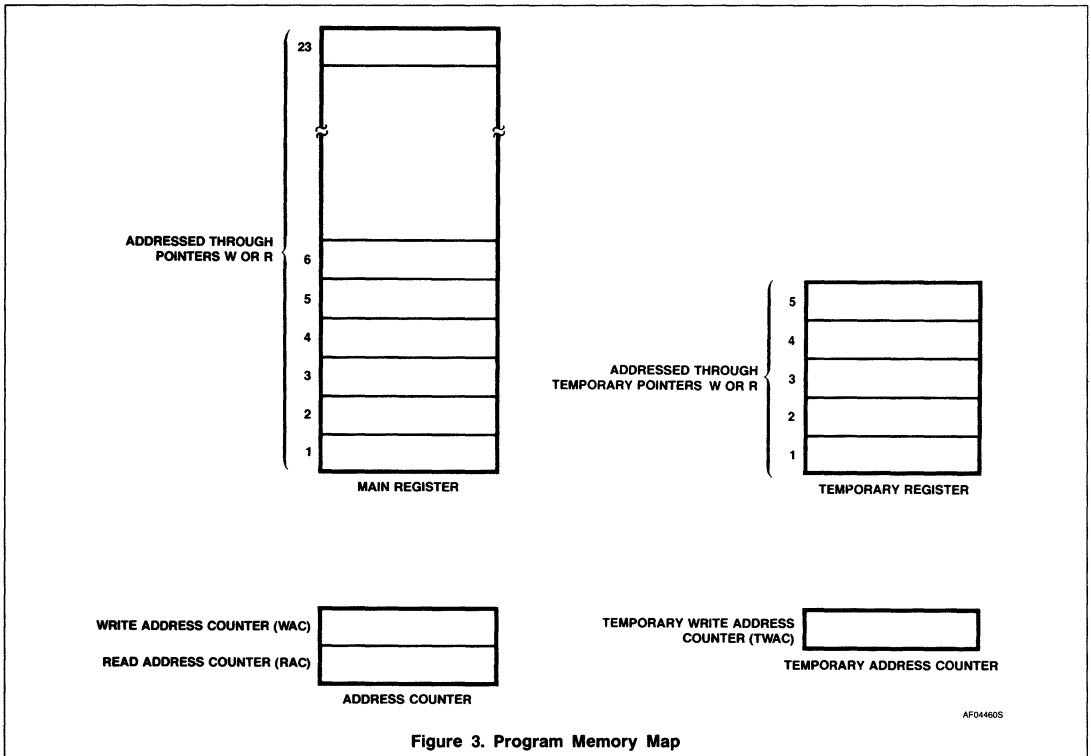 23
ADDRESSED THROUGH
POINTERS W OR R
6
5
4
3
2
1
MAIN REGISTER
5
4
ADDRESSED THROUGH
TEMPORARY POINTERS W OR R
3
2
1
TEMPORARY REGISTER
WRITE ADDRESS COUNTER (WAC)
READ ADDRESS COUNTER (RAC)
ADDRESS COUNTER
TEMPORARY WRITE ADDRESS
COUNTER (TWAC)
TEMPORARY ADDRESS COUNTER
AF04460S
Figure 3. Program Memory Map